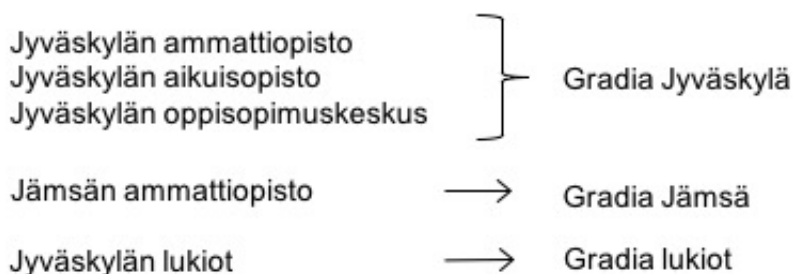 Jyväskylän ammattiopisto
Jyväskylän aikuisopisto
Jyväskylän oppisopimuskeskus
Gradia Jyväskylä
Jämsän ammattiopisto
Gradia Jämsä
Jyväskylän lukiot
Gradia lukiot